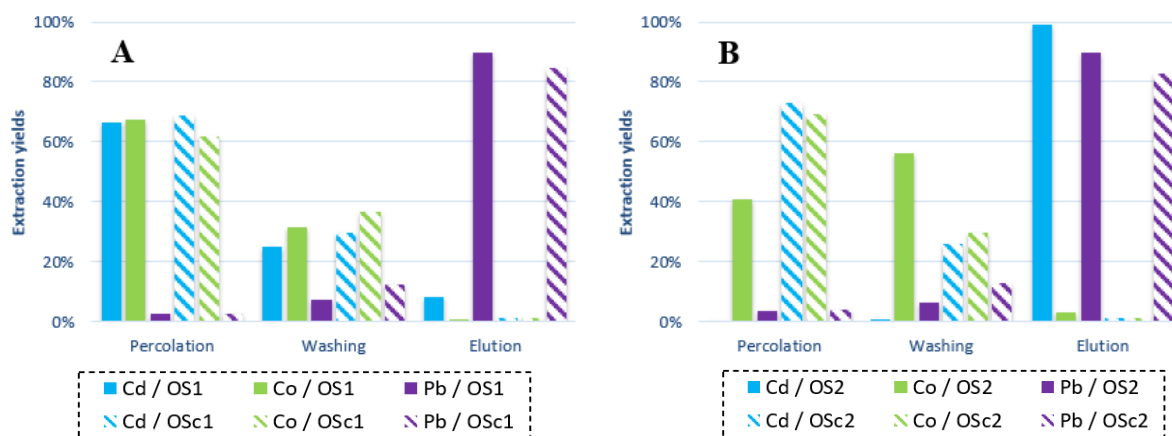 A
Extraction yields
100%
80%
60%
40%
20%
0%
Percolation Washing Elution
Cd / OS1 Co / OS1 Pb / OS1
Cd / OSc1 Co / OSc1 Pb / OSc1
B
Extraction yields
100%
80%
60%
40%
20%
0%
Percolation Washing Elution
Cd / OS2 Co / OS2 Pb / OS2
Cd / OSc2 Co / OSc2 Pb / OSc2